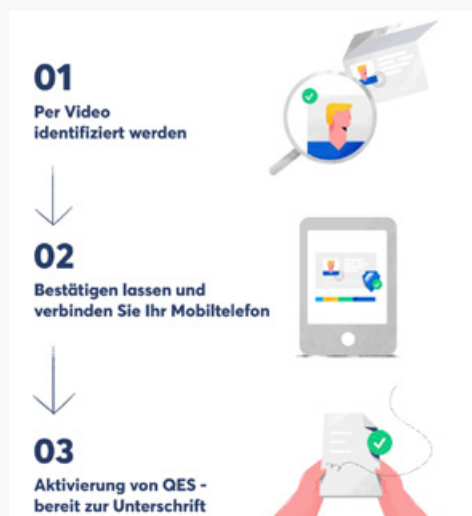 01
Per Video
identifiziert werden
02
Bestätigen lassen und
verbinden Sie Ihr Mobiltelefon
03
Aktivierung von QES -
bereit zur Unterschrift